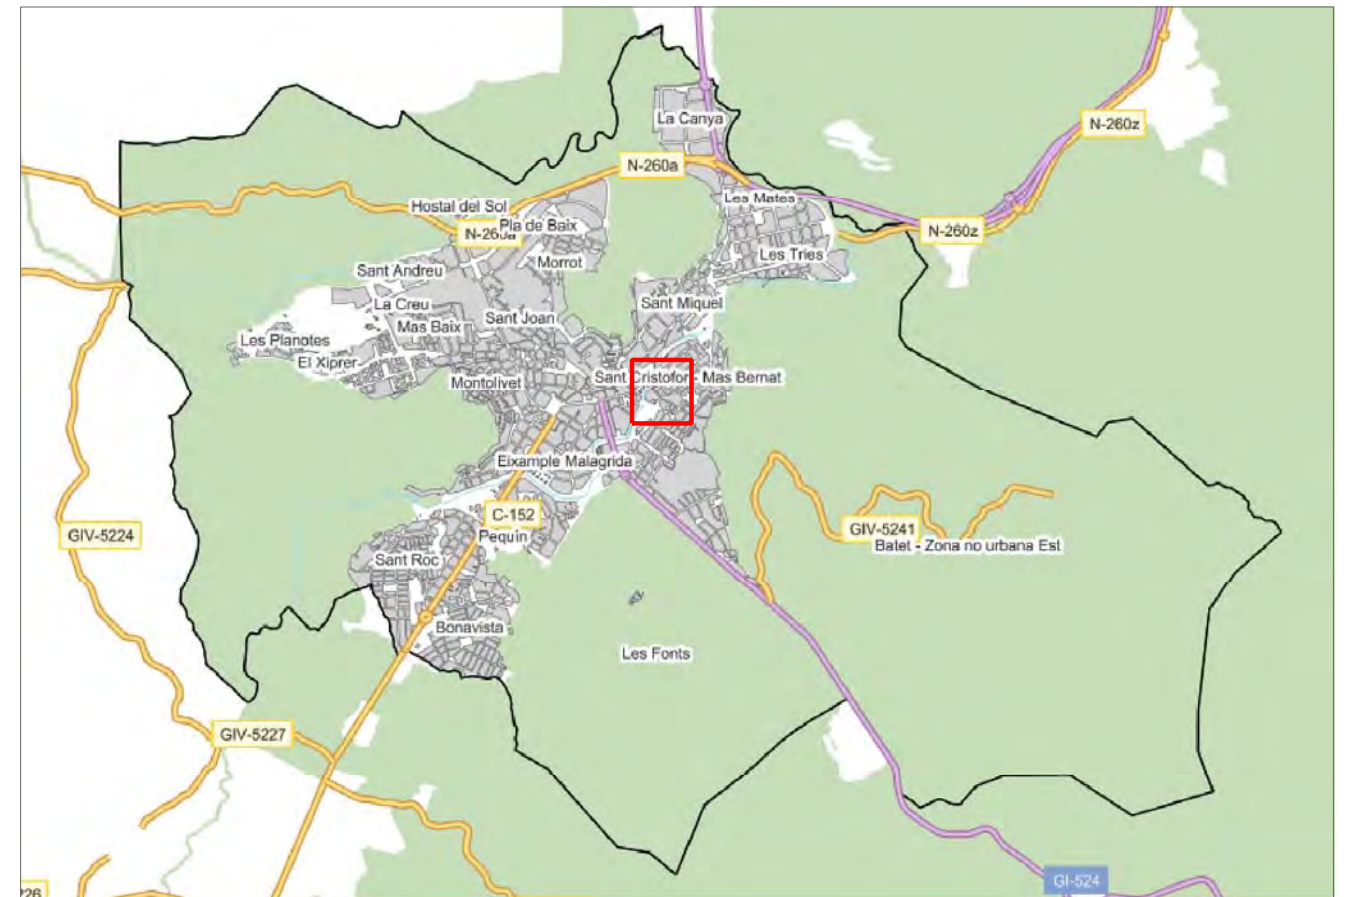 La Canya
N-260z
N-260a
Les Mates
Hostal del Sol
Pla de Baix
N-260a
N-260z
Les Tries
Morrot
Sant Andreu
La Creu
Sant Miquel
Sant Joan
Mas Baix
Les Planotes
El Xiprer
Sant Cristofor - Mas Bernat
Montolivet
Eixample Malagrida
C-152
GIV-5224
GIV-5241
Pequin
Batet - Zona no urbana Est
Sant Roc
Bonavista
Les Fonts
GIV-5227
GI-524
226